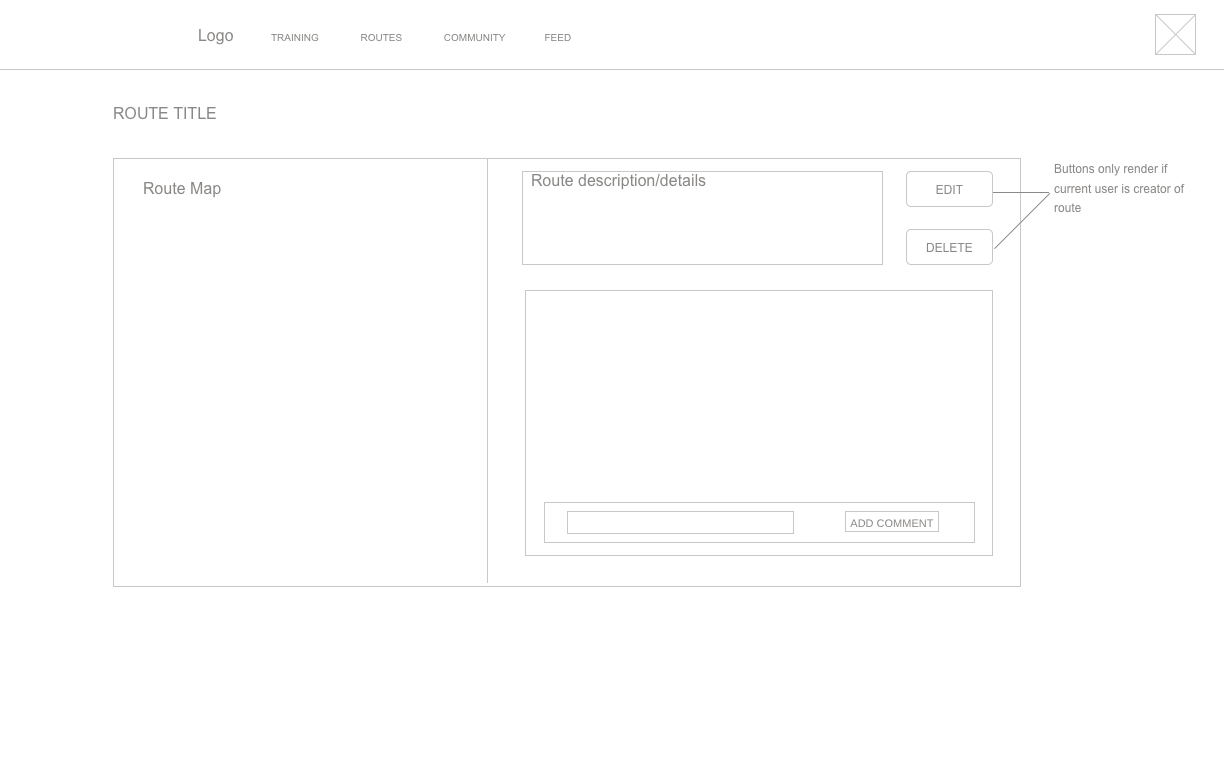 Logo
TRAINING
ROUTES
COMMUNITY
FEED
ROUTE TITLE
Route Map
Route description/details
EDIT
DELETE
Buttons only render if
current user is creator of
route
ADD COMMENT